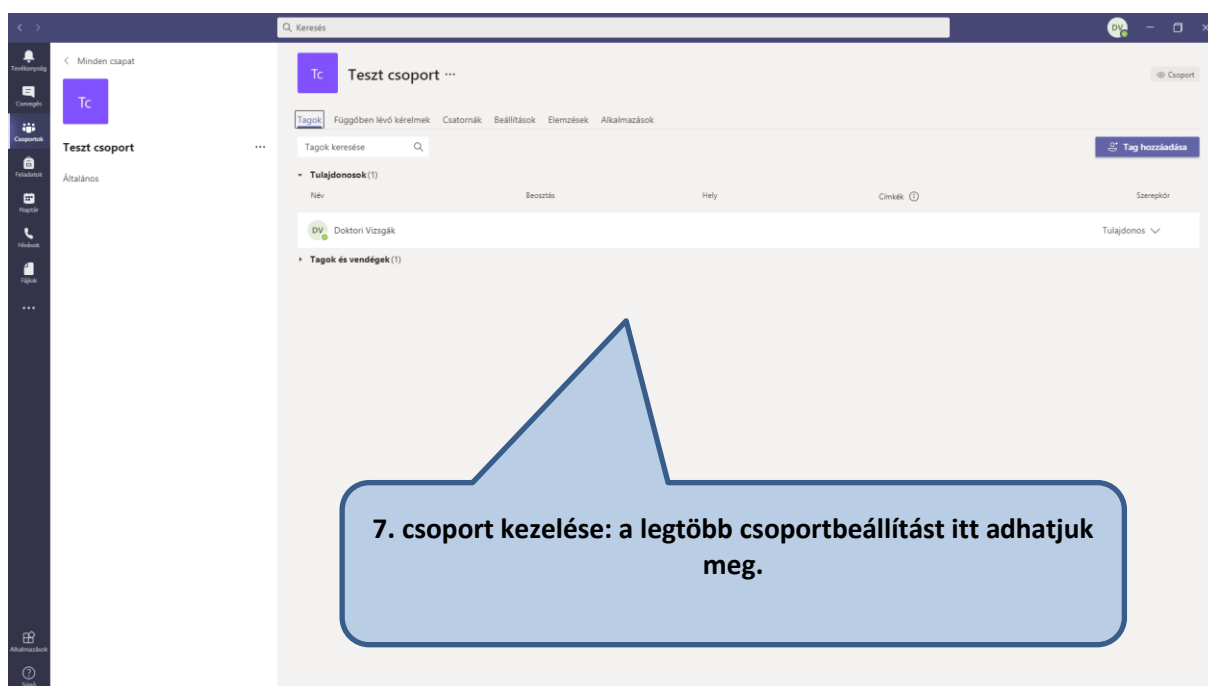 Keresés
DV
Tevékenység
Csevegés
Csoportok
Feladatok
Naptár
Hívások
Fájlok
Alkalmazások
Súgó
Minden csapat
Tc
Teszt csoport
Általános
Tc
Teszt csoport
Csoport
Tagok Függőben lévő kérelmek Csatornák Beállítások Elemzések Alkalmazások
Tagok keresése
Tag hozzáadása
Tulajdonosok (1)
Név Beosztás Hely Címkék Szerepkör
DV Doktori Vizsgák Tulajdonos
Tagok és vendégek (1)
7. csoport kezelése: a legtöbb csoportbeállítást itt adhatjuk
meg.